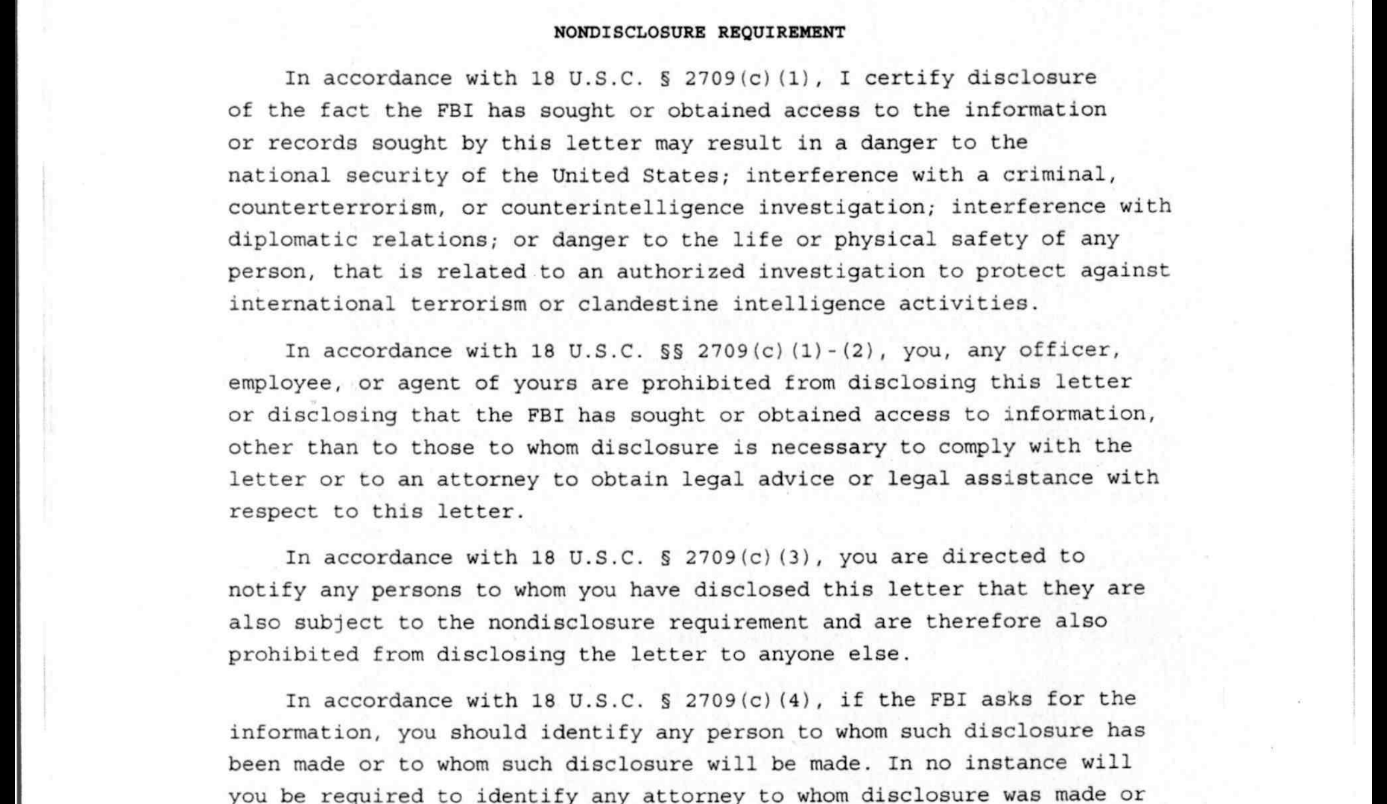 NONDISCLOSURE REQUIREMENT
In accordance with 18 U.S.C. § 2709(c)(1), I certify disclosure
of the fact the FBI has sought or obtained access to the information
or records sought by this letter may result in a danger to the
national security of the United States; interference with a criminal,
counterterrorism, or counterintelligence investigation; interference with
diplomatic relations; or danger to the life or physical safety of any
person, that is related to an authorized investigation to protect against
international terrorism or clandestine intelligence activities.
In accordance with 18 U.S.C. §§ 2709(c)(1)-(2), you, any officer,
employee, or agent of yours are prohibited from disclosing this letter
or disclosing that the FBI has sought or obtained access to information,
other than to those to whom disclosure is necessary to comply with the
letter or to an attorney to obtain legal advice or legal assistance with
respect to this letter.
In accordance with 18 U.S.C. § 2709(c)(3), you are directed to
notify any persons to whom you have disclosed this letter that they are
also subject to the nondisclosure requirement and are therefore also
prohibited from disclosing the letter to anyone else.
In accordance with 18 U.S.C. § 2709(c)(4), if the FBI asks for the
information, you should identify any person to whom such disclosure has
been made or to whom such disclosure will be made. In no instance will
you be required to identify any attorney to whom disclosure was made or